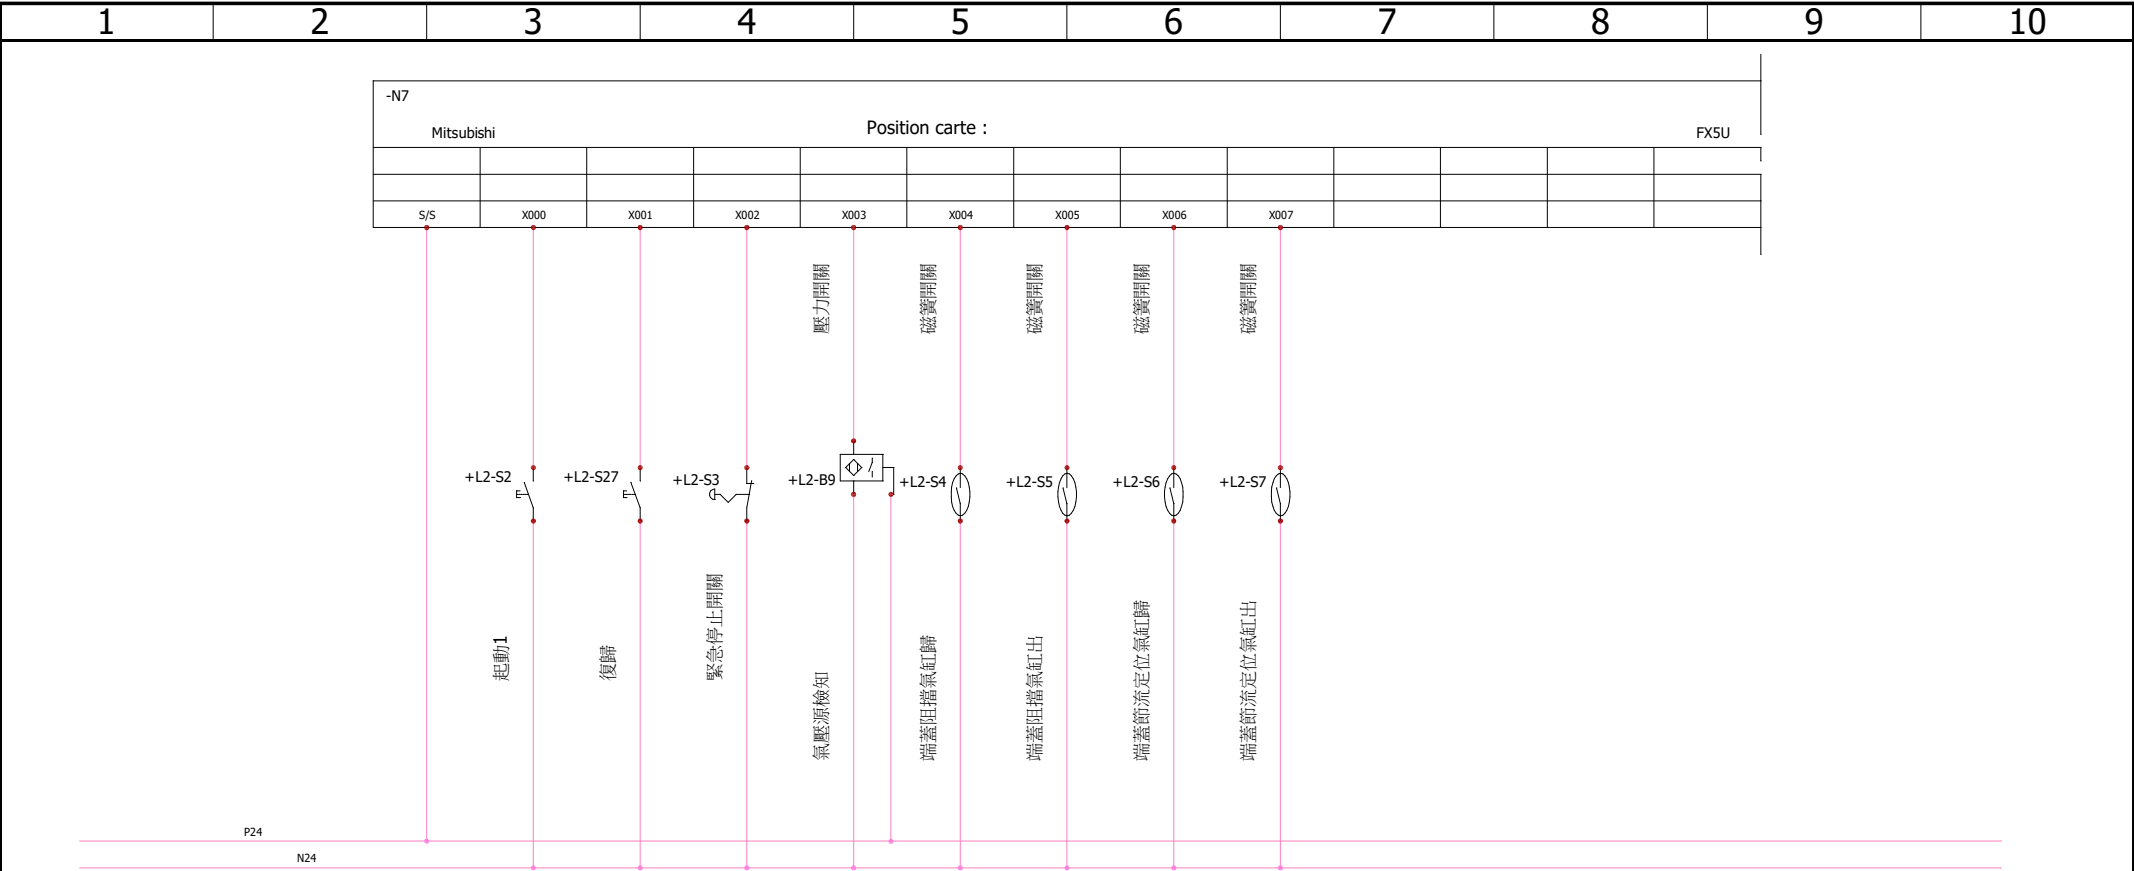 1 2 3 4 5 6 7 8 9 10
-N7
Mitsubishi Position carte : FX5U
S/S X000 X001 X002 X003 X004 X005 X006 X007
壓力開關
磁簧開關
磁簧開關
磁簧開關
磁簧開關
+L2-S2 +L2-S27 +L2-S3 +L2-B9 +L2-S4 +L2-S5 +L2-S6 +L2-S7
起動1
復歸
緊急停止開關
氣壓源檢知
端蓋阻擋氣缸歸
端蓋阻擋氣缸出
端蓋節流定位氣缸歸
端蓋節流定位氣缸出
P24
N24